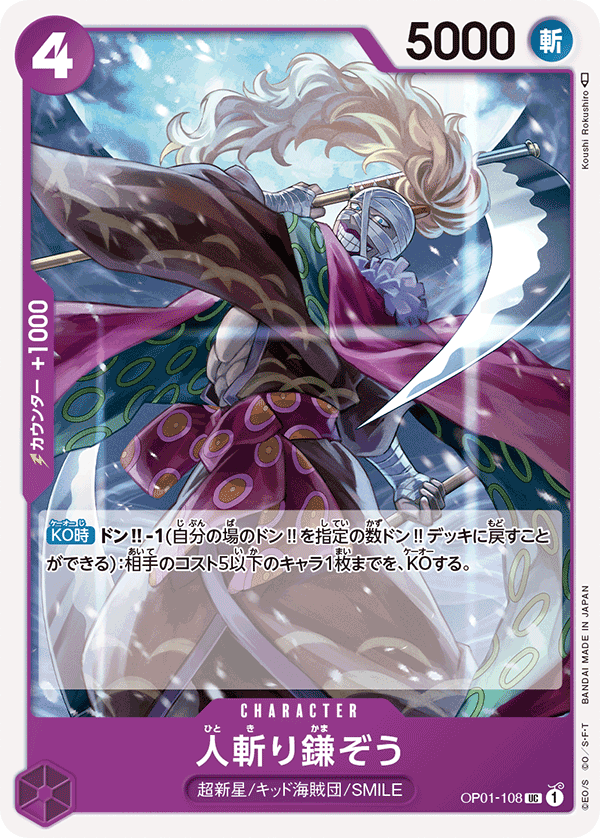 4
5000 斬
Koushi Rokushiro
カウンター +1000
KO時 ドン!!-1(自分の場のドン!!を指定の数ドン!!デッキに戻すこと
ができる):相手のコスト5以下のキャラ1枚までを、KOする。
CHARACTER
人斬り鎌ぞう
超新星/キッド海賊団/SMILE
OP01-108 UC 1
©E.O/S ©O/S・F・T BANDAI MADE IN JAPAN